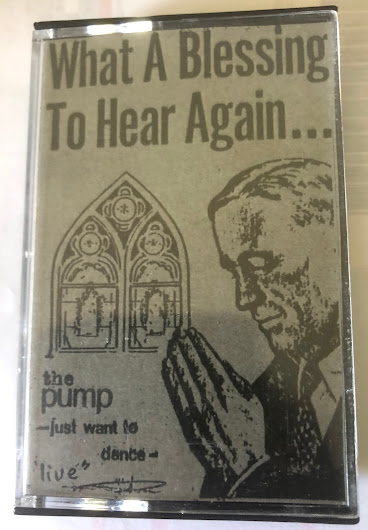 What A Blessing
To Hear Again...
the
pump
-just want to
dance-
"live"